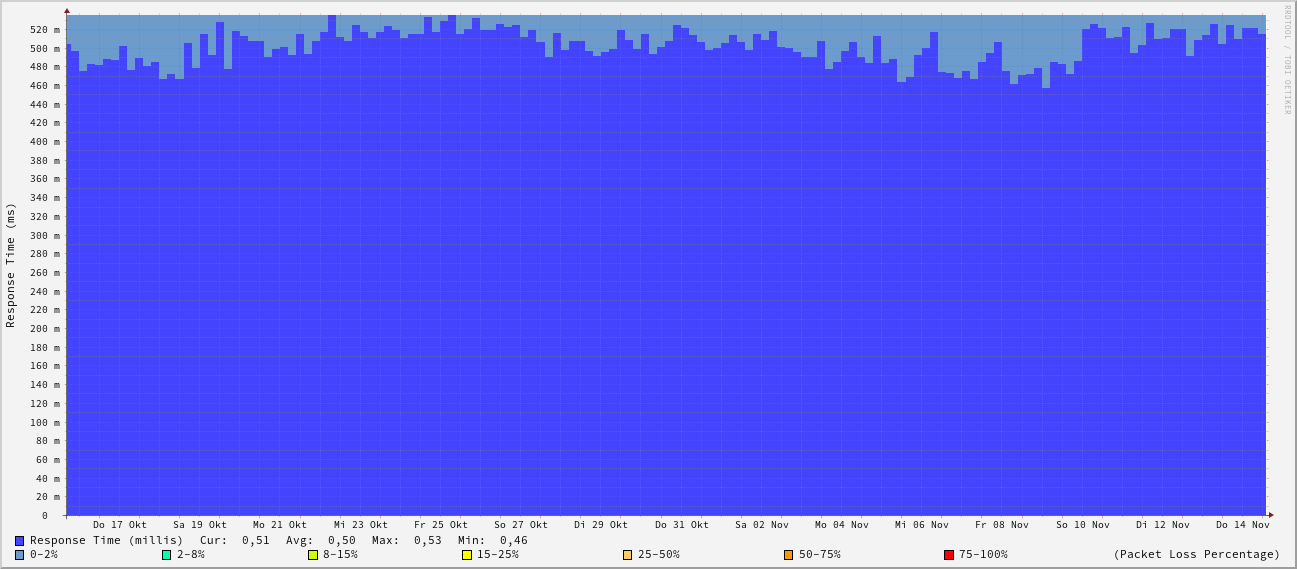 RRDTOOL / TOBI OETIKER
Response Time (ms)
520 m
500 m
480 m
460 m
440 m
420 m
400 m
380 m
360 m
340 m
320 m
300 m
280 m
260 m
240 m
220 m
200 m
180 m
160 m
140 m
120 m
100 m
80 m
60 m
40 m
20 m
0
Do 17 Okt Sa 19 Okt Mo 21 Okt Mi 23 Okt Fr 25 Okt So 27 Okt Di 29 Okt Do 31 Okt Sa 02 Nov Mo 04 Nov Mi 06 Nov Fr 08 Nov So 10 Nov Di 12 Nov Do 14 Nov
Response Time (millis) Cur: 0,51 Avg: 0,50 Max: 0,53 Min: 0,46
0-2% 2-8% 8-15% 15-25% 25-50% 50-75% 75-100% (Packet Loss Percentage)